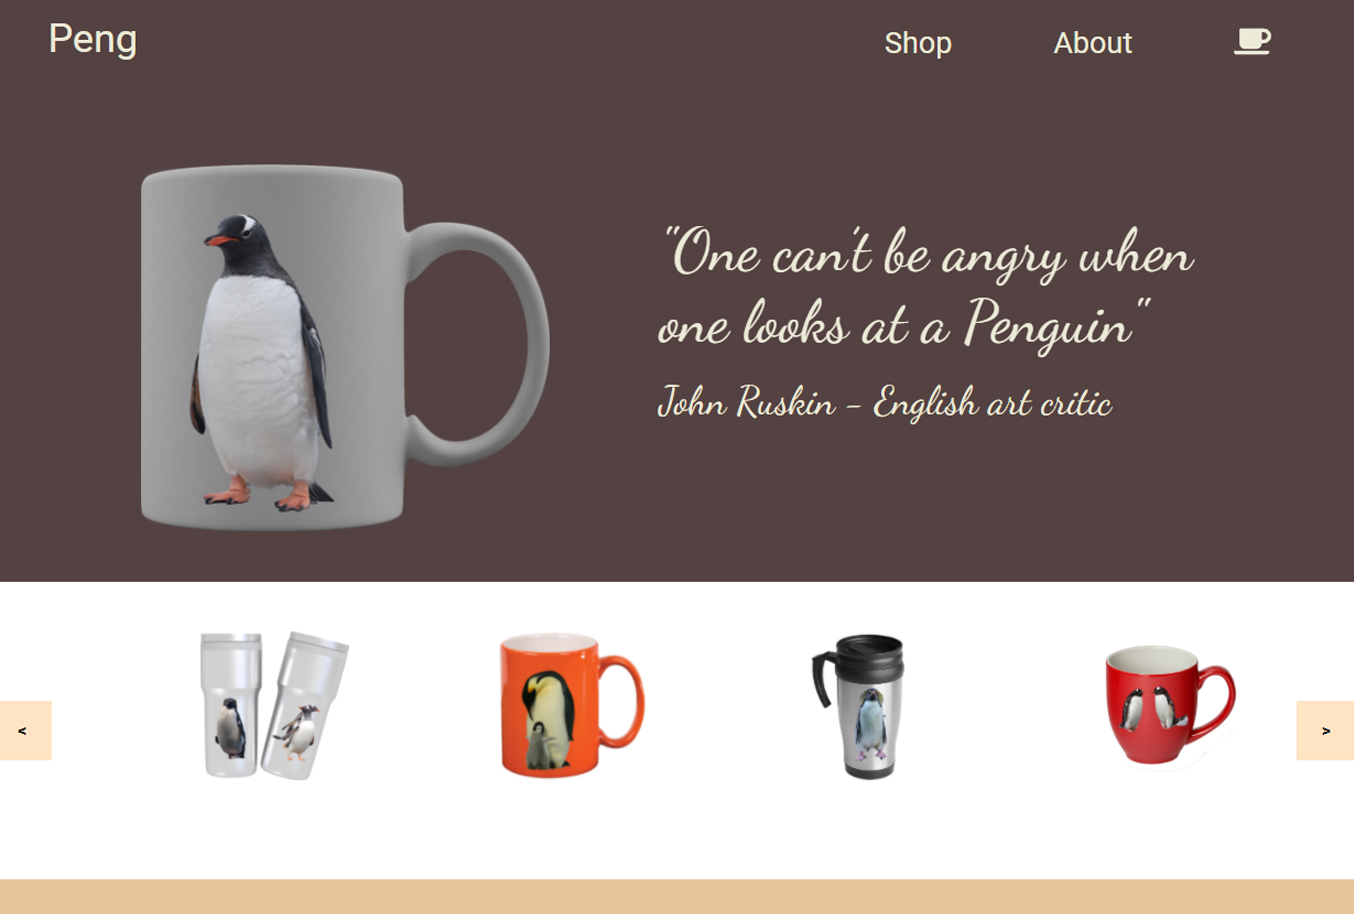 Peng
Shop
About
"One can't be angry when
one looks at a Penguin"
John Ruskin - English art critic
<
>